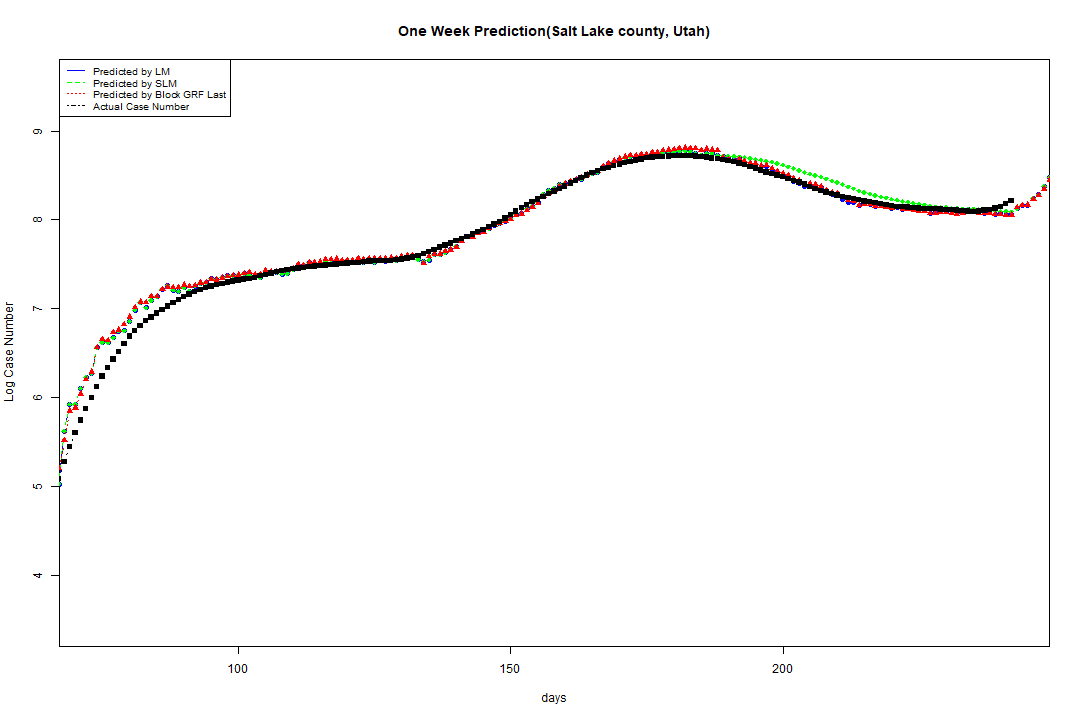 One Week Prediction(Salt Lake county, Utah)
Predicted by LM
Predicted by SLM
Predicted by Block GRF Last
Actual Case Number
9
8
7
6
5
4
Log Case Number
100 150 200
days